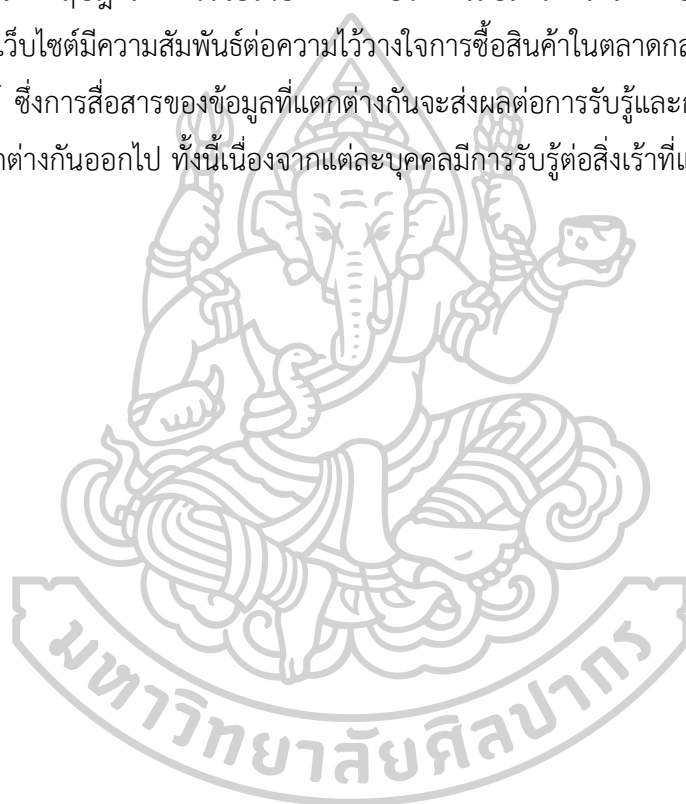 เว็บไซต์มีความสัมพันธ์ต่อความไว้วางใจการซื้อสินค้าในตลาดกล
ซึ่งการสื่อสารของข้อมูลที่แตกต่างกันจะส่งผลต่อการรับรู้และก
ต่างกันออกไป ทั้งนี้เนื่องจากแต่ละบุคคลมีการรับรู้ต่อสิ่งเร้าที่แ
มหาวิทยาลัยศิลปากร